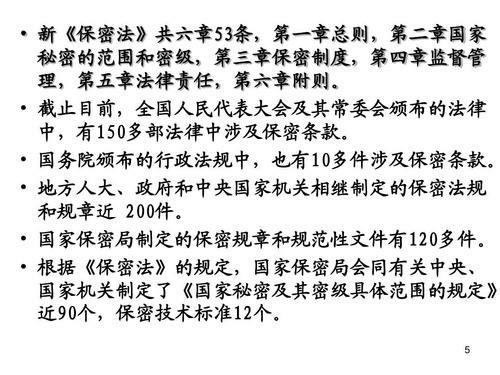 • 新《保密法》共六章53条，第一章总则，第二章国家
秘密的范围和密级，第三章保密制度，第四章监督管
理，第五章法律责任，第六章附则。
• 截止目前，全国人民代表大会及其常委会颁布的法律
中，有150多部法律中涉及保密条款。
• 国务院颁布的行政法规中，也有10多件涉及保密条款。
• 地方人大、政府和中央国家机关相继制定的保密法规
和规章近 200件。
• 国家保密局制定的保密规章和规范性文件有120多件。
• 根据《保密法》的规定，国家保密局会同有关中央、
国家机关制定了《国家秘密及其密级具体范围的规定》
近90个，保密技术标准12个。
5